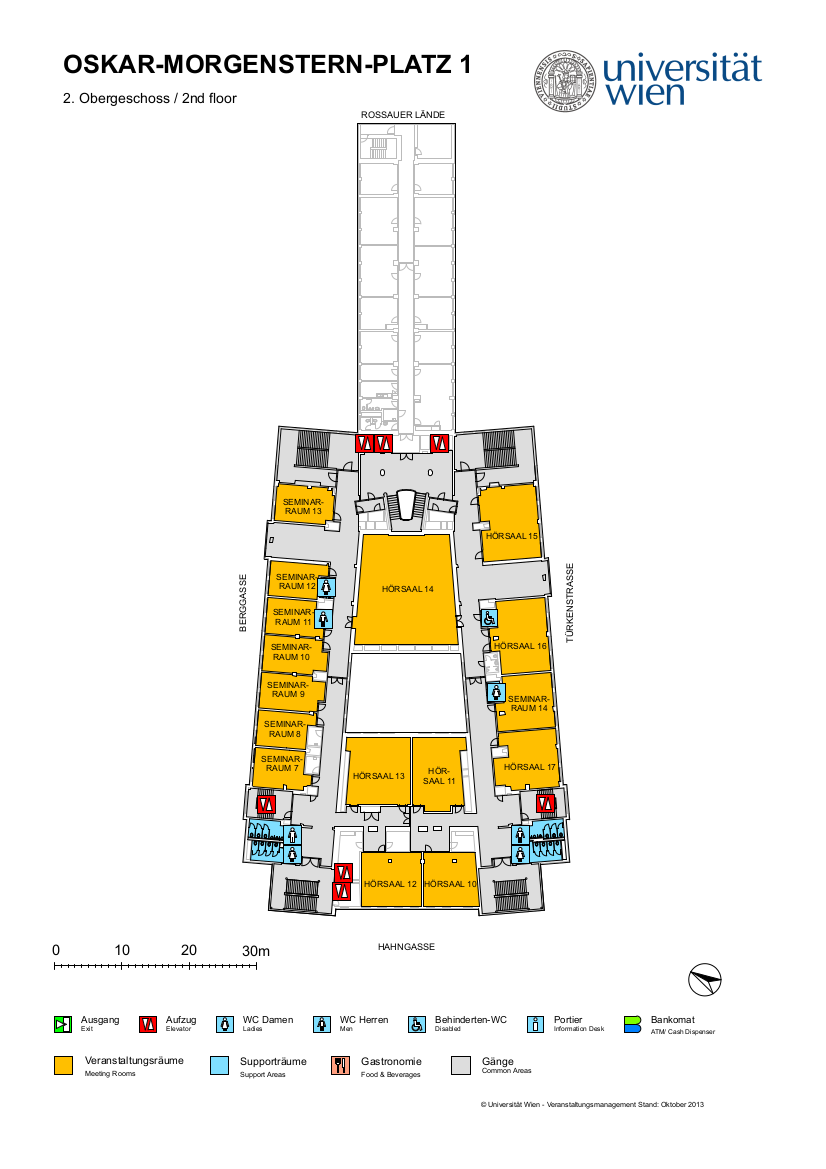 OSKAR-MORGENSTERN-PLATZ 1
2. Obergeschoss / 2nd floor
universität
wien
ROSSAUER LÄNDE
SEMINAR-
RAUM 13
HÖRSAAL 15
SEMINAR-
RAUM 12
HÖRSAAL 14
BERGGASSE
TÜRKENSTRASSE
SEMINAR-
RAUM 11
HÖRSAAL 16
SEMINAR-
RAUM 10
SEMINAR-
RAUM 9
SEMINAR-
RAUM 14
SEMINAR-
RAUM 8
SEMINAR-
RAUM 7
HÖRSAAL 13
HÖR-
SAAL 11
HÖRSAAL 17
HÖRSAAL 12
HÖRSAAL 10
HAHNGASSE
0 10 20 30m
Ausgang
Exit
Aufzug
Elevator
WC Damen
Ladies
WC Herren
Men
Behinderten-WC
Disabled
Portier
Information Desk
Bankomat
ATM/ Cash Dispenser
Veranstaltungsräume
Meeting Rooms
Supporträume
Support Areas
Gastronomie
Food & Beverages
Gänge
Common Areas
© Universität Wien - Veranstaltungsmanagement Stand: Oktober 2013